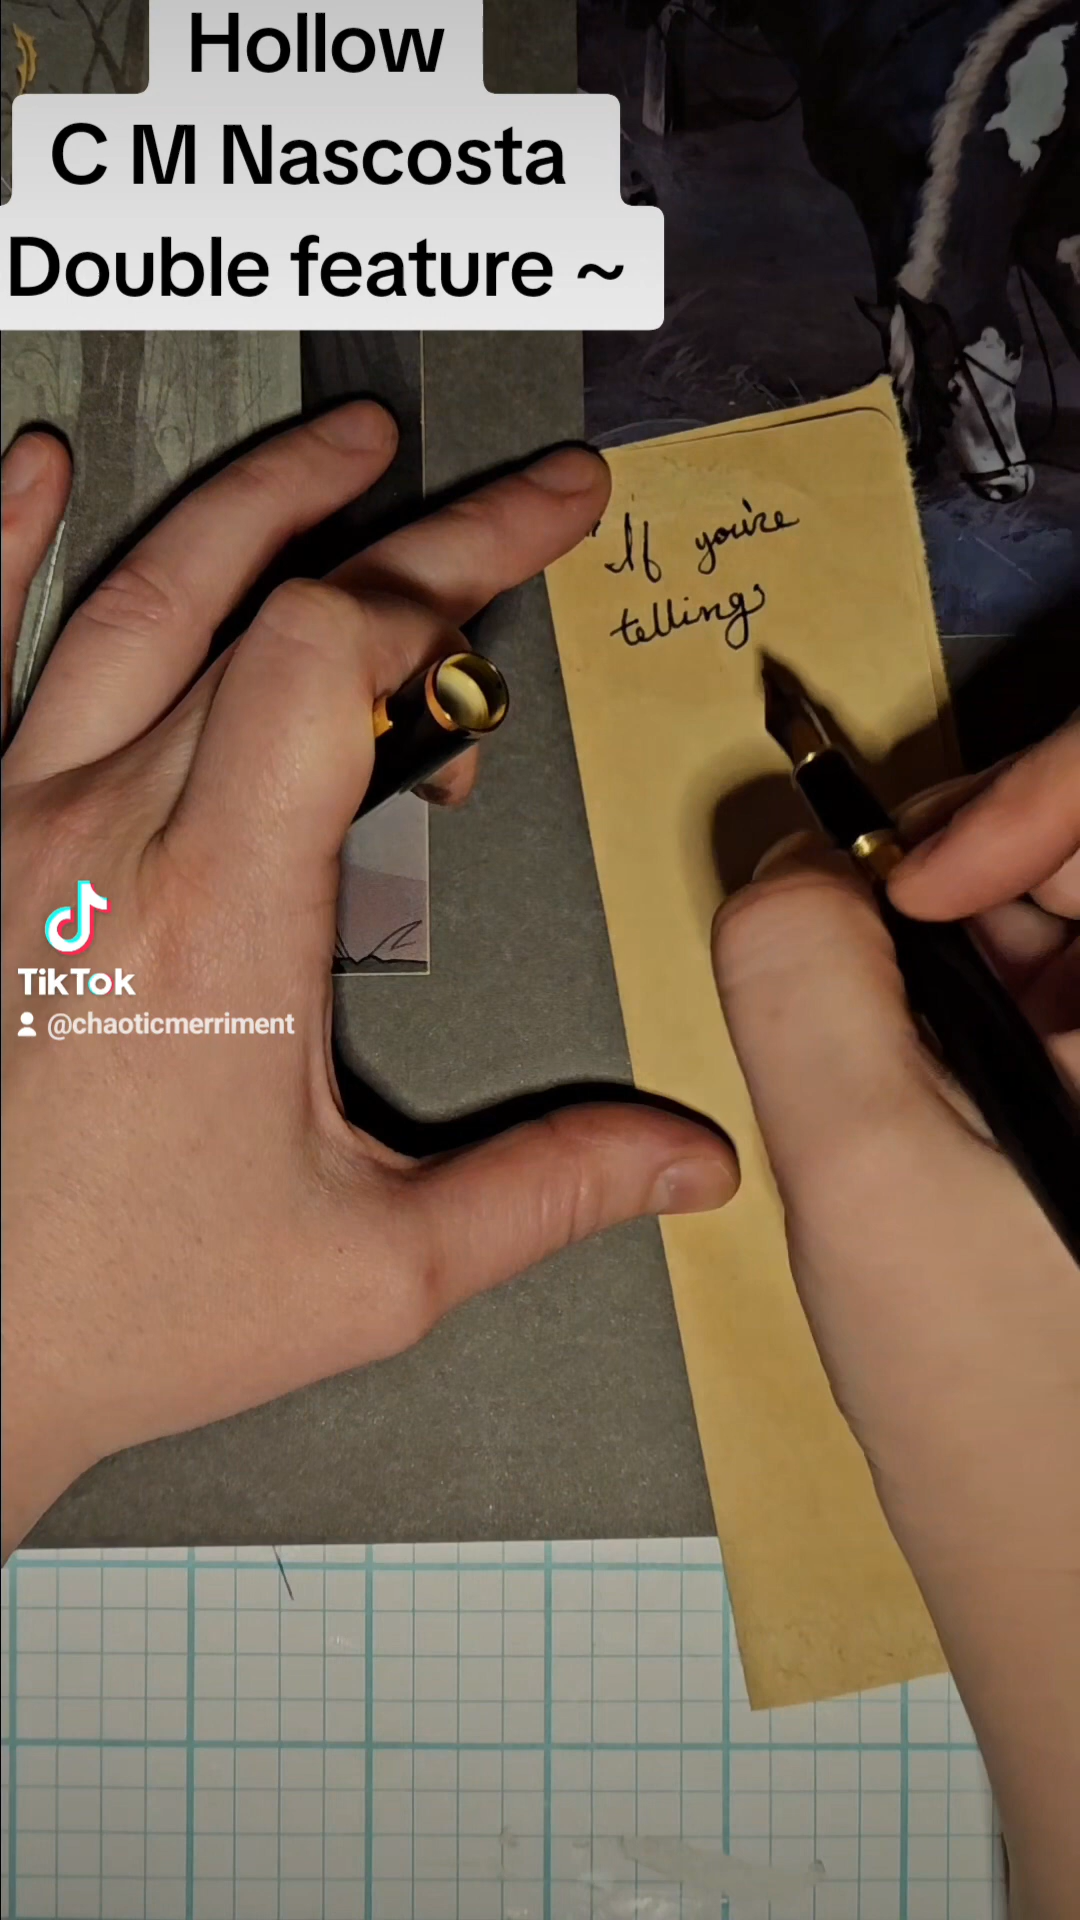 Hollow
C M Nascosta
Double feature ~
"If you're
telling
TikTok
@chaoticmerriment